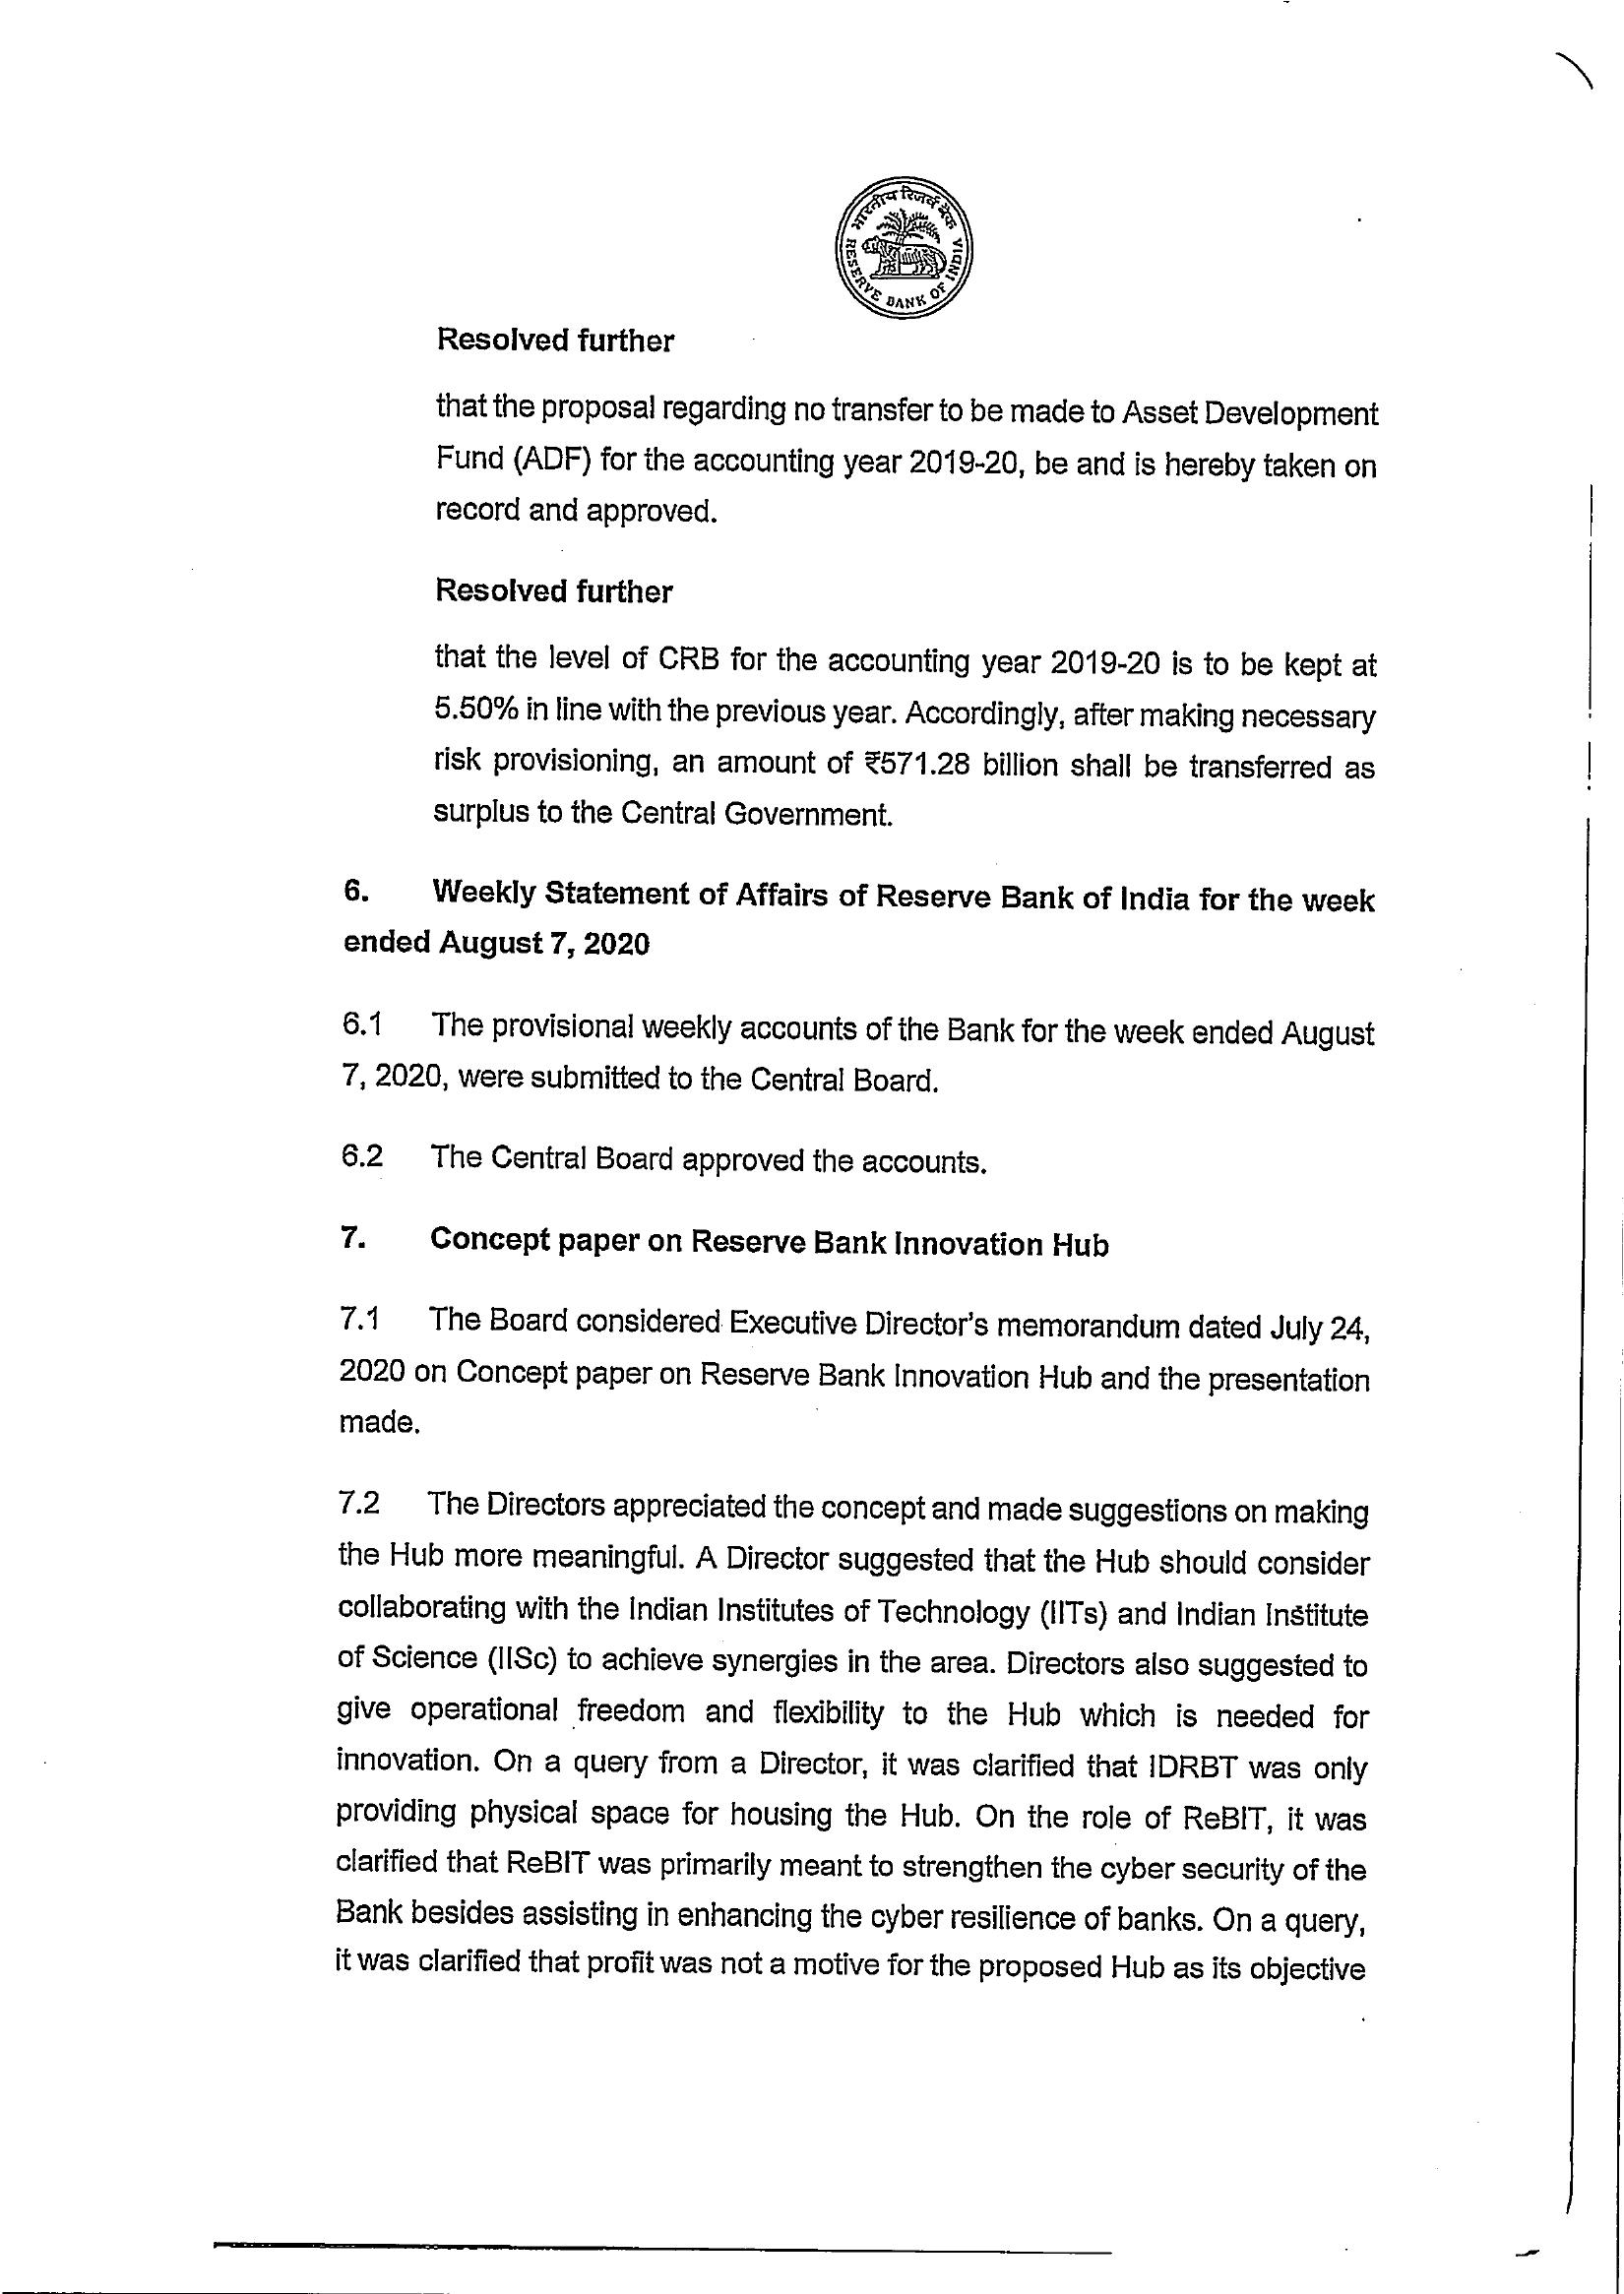 भारतीय रिज़र्व बैंक
RESERVE BANK OF INDIA
Resolved further
that the proposal regarding no transfer to be made to Asset Development
Fund (ADF) for the accounting year 2019-20, be and is hereby taken on
record and approved.
Resolved further
that the level of CRB for the accounting year 2019-20 is to be kept at
5.50% in line with the previous year. Accordingly, after making necessary
risk provisioning, an amount of ₹571.28 billion shall be transferred as
surplus to the Central Government.
6. Weekly Statement of Affairs of Reserve Bank of India for the week
ended August 7, 2020
6.1 The provisional weekly accounts of the Bank for the week ended August
7, 2020, were submitted to the Central Board.
6.2 The Central Board approved the accounts.
7. Concept paper on Reserve Bank Innovation Hub
7.1 The Board considered Executive Director's memorandum dated July 24,
2020 on Concept paper on Reserve Bank Innovation Hub and the presentation
made.
7.2 The Directors appreciated the concept and made suggestions on making
the Hub more meaningful. A Director suggested that the Hub should consider
collaborating with the Indian Institutes of Technology (IITs) and Indian Institute
of Science (IISc) to achieve synergies in the area. Directors also suggested to
give operational freedom and flexibility to the Hub which is needed for
innovation. On a query from a Director, it was clarified that IDRBT was only
providing physical space for housing the Hub. On the role of ReBIT, it was
clarified that ReBIT was primarily meant to strengthen the cyber security of the
Bank besides assisting in enhancing the cyber resilience of banks. On a query,
it was clarified that profit was not a motive for the proposed Hub as its objective